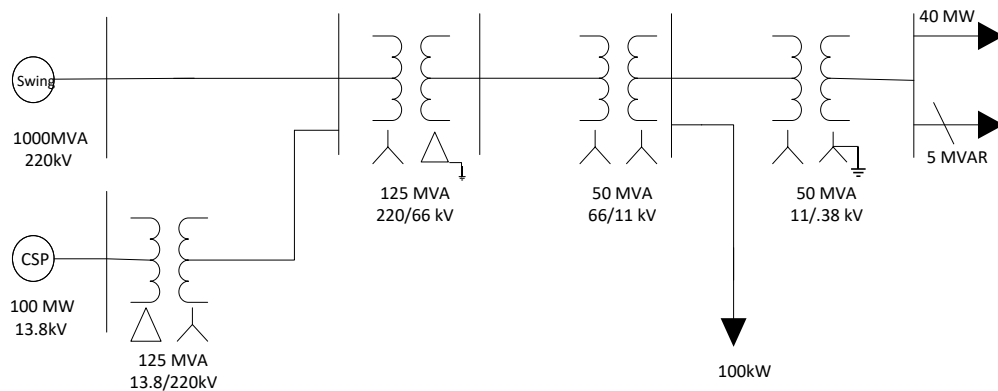 40 MW
Swing
1000MVA
220kV
5 MVAR
125 MVA
220/66 kV
50 MVA
66/11 kV
50 MVA
11/.38 kV
CSP
100 MW
13.8kV
125 MVA
13.8/220kV
100kW